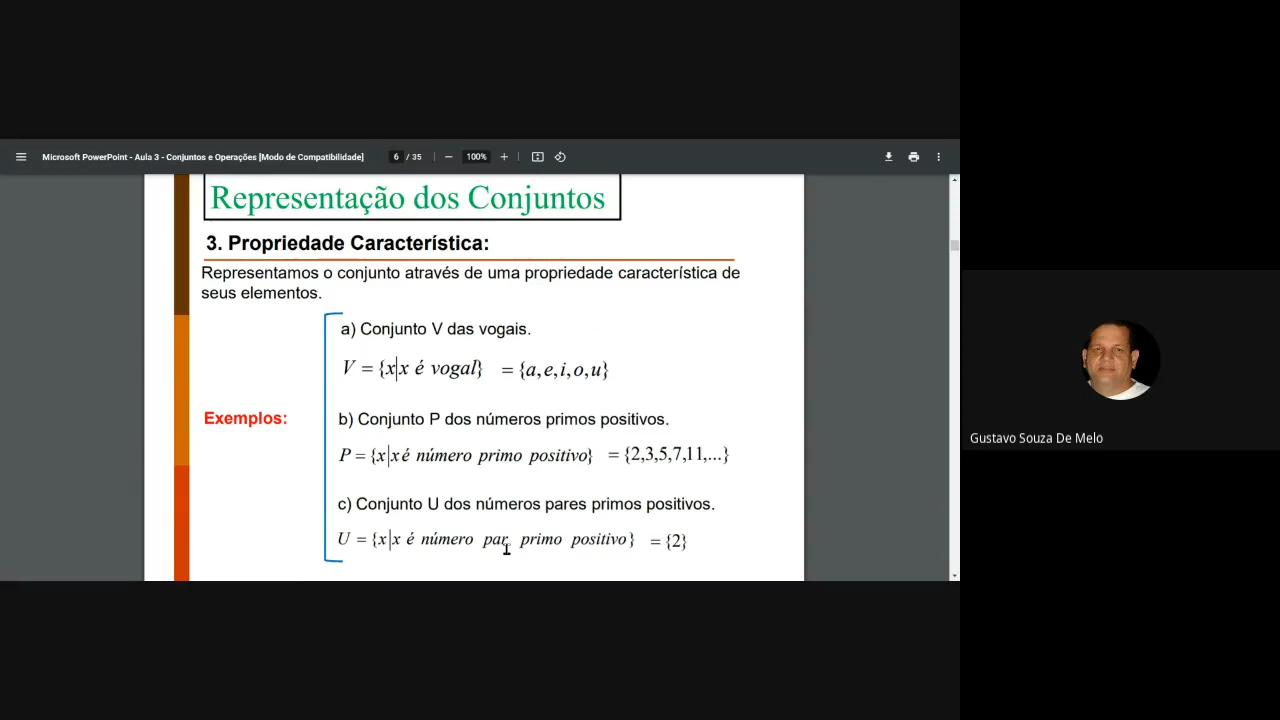 Microsoft PowerPoint - Aula 3 - Conjuntos e Operações [Modo de Compatibilidade] 6 / 35 100%
Representação dos Conjuntos
3. Propriedade Característica:
Representamos o conjunto através de uma propriedade característica de
seus elementos.
a) Conjunto V das vogais.
V = {x|x é vogal} = {a,e,i,o,u}
Exemplos:
b) Conjunto P dos números primos positivos.
P = {x|x é número primo positivo} = {2,3,5,7,11,...}
c) Conjunto U dos números pares primos positivos.
U = {x|x é número par primo positivo} = {2}
Gustavo Souza De Melo